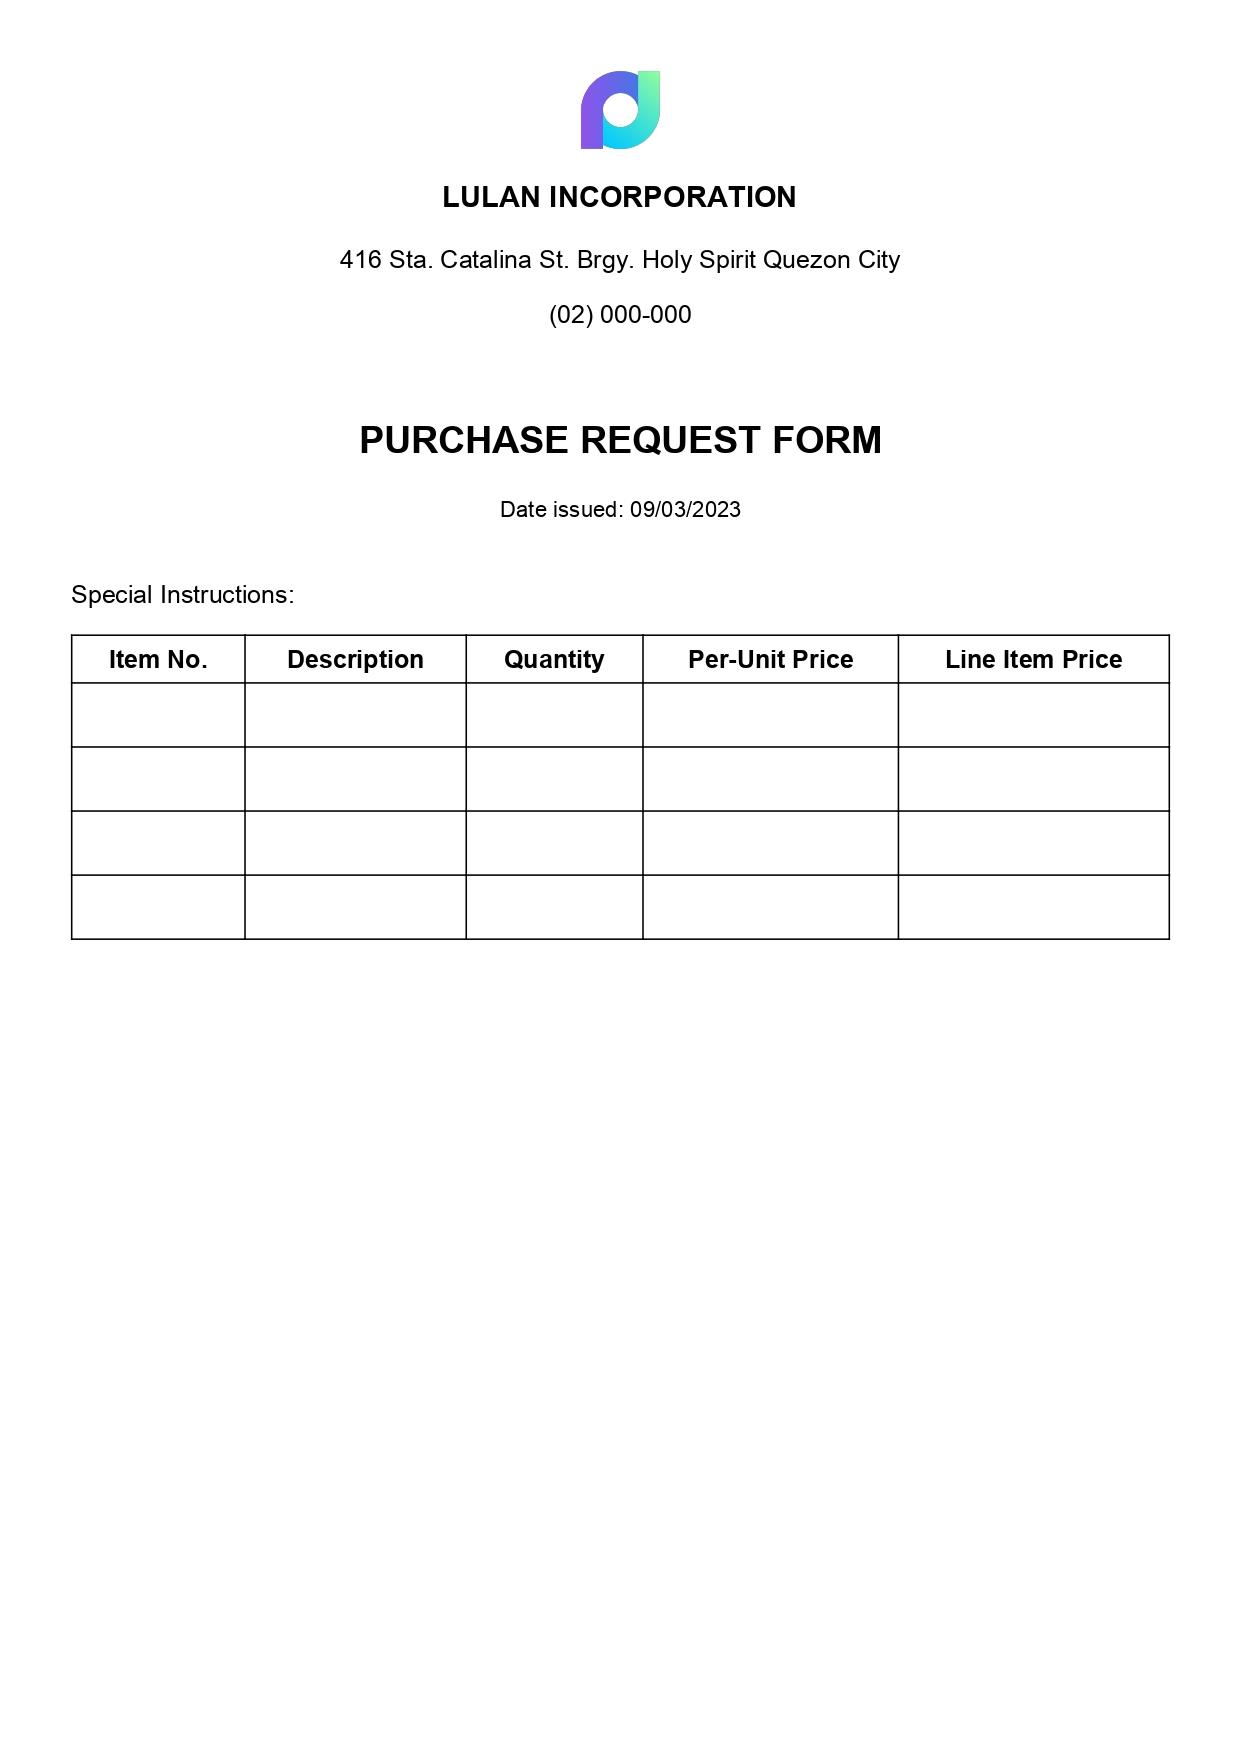 LULAN INCORPORATION
416 Sta. Catalina St. Brgy. Holy Spirit Quezon City
(02) 000-000
PURCHASE REQUEST FORM
Date issued: 09/03/2023
Special Instructions:
Item No. Description Quantity Per-Unit Price Line Item Price